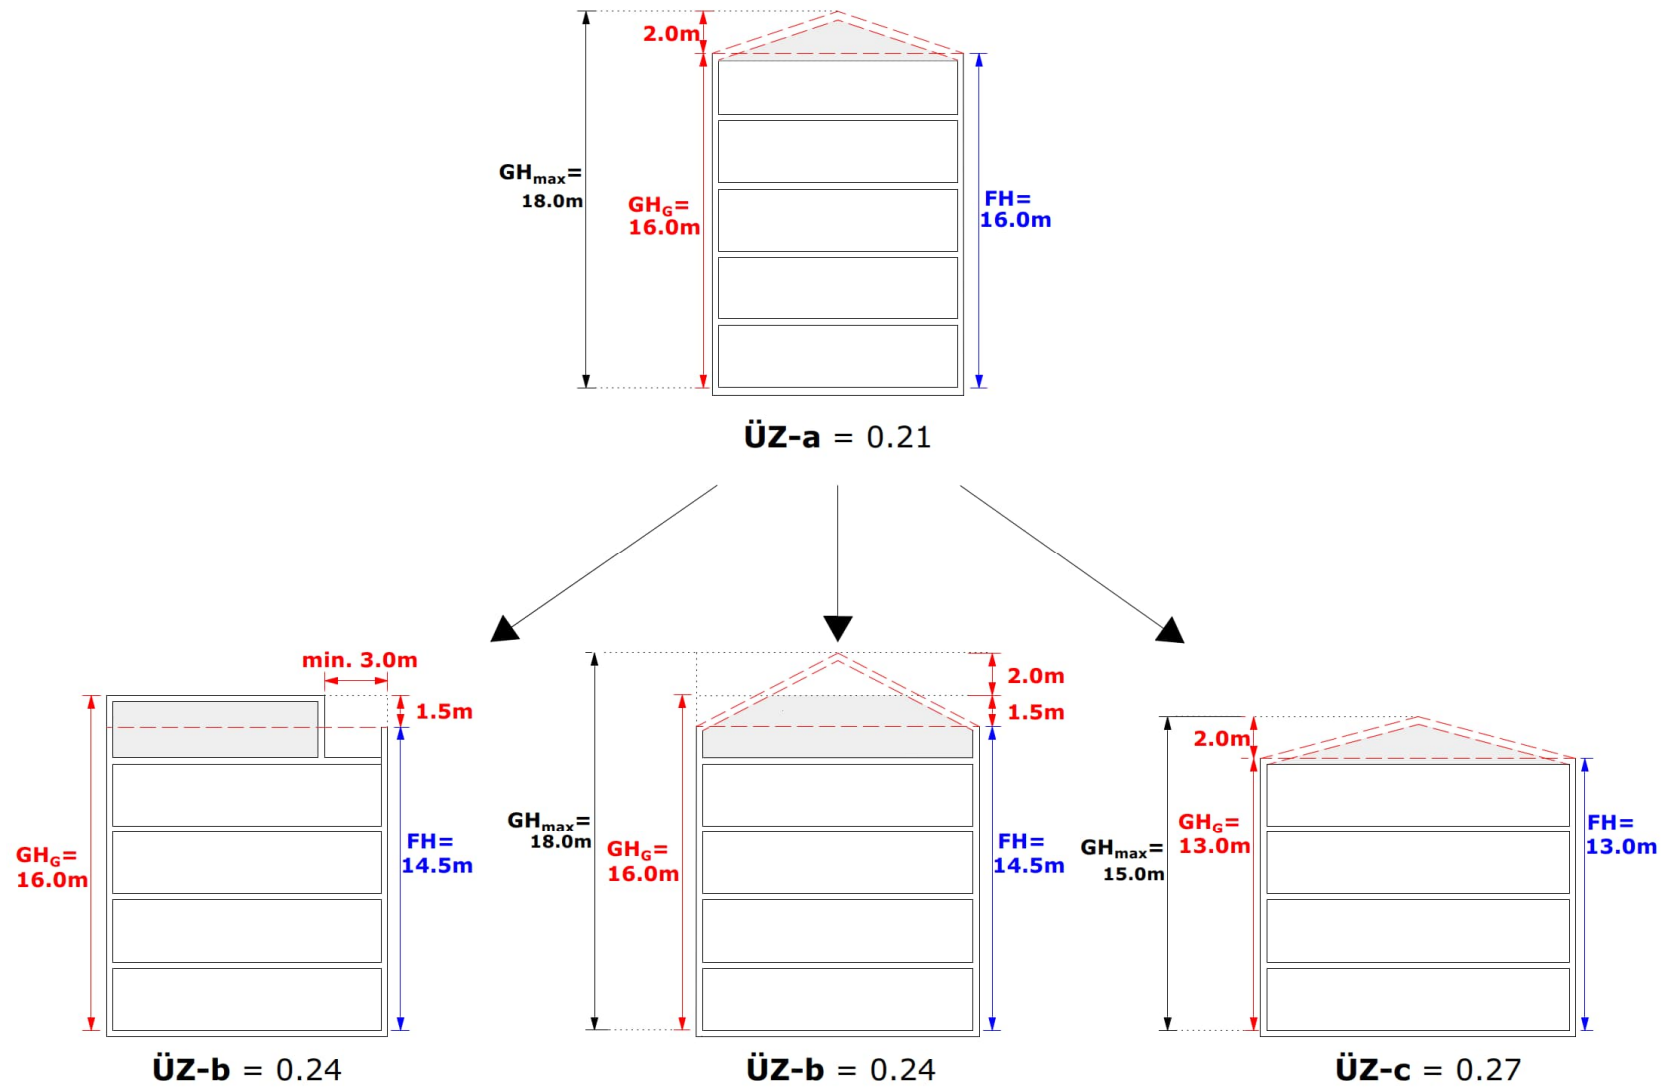 2.0m
GHmax=
18.0m
GHG=
16.0m
FH=
16.0m
ÜZ-a = 0.21
min. 3.0m
1.5m
GHG=
16.0m
FH=
14.5m
ÜZ-b = 0.24
2.0m
1.5m
GHmax=
18.0m
GHG=
16.0m
FH=
14.5m
ÜZ-b = 0.24
2.0m
GHmax=
15.0m
GHG=
13.0m
FH=
13.0m
ÜZ-c = 0.27